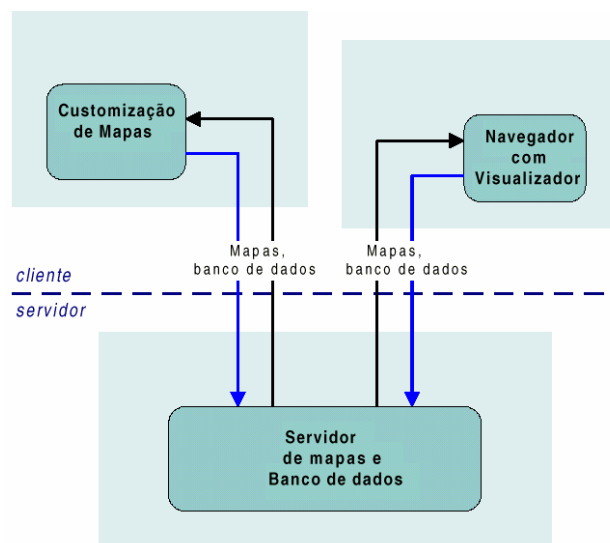 Customização
de Mapas
Navegador
com
Visualizador
Mapas,
banco de dados
Mapas,
banco de dados
cliente
servidor
Servidor
de mapas e
Banco de dados